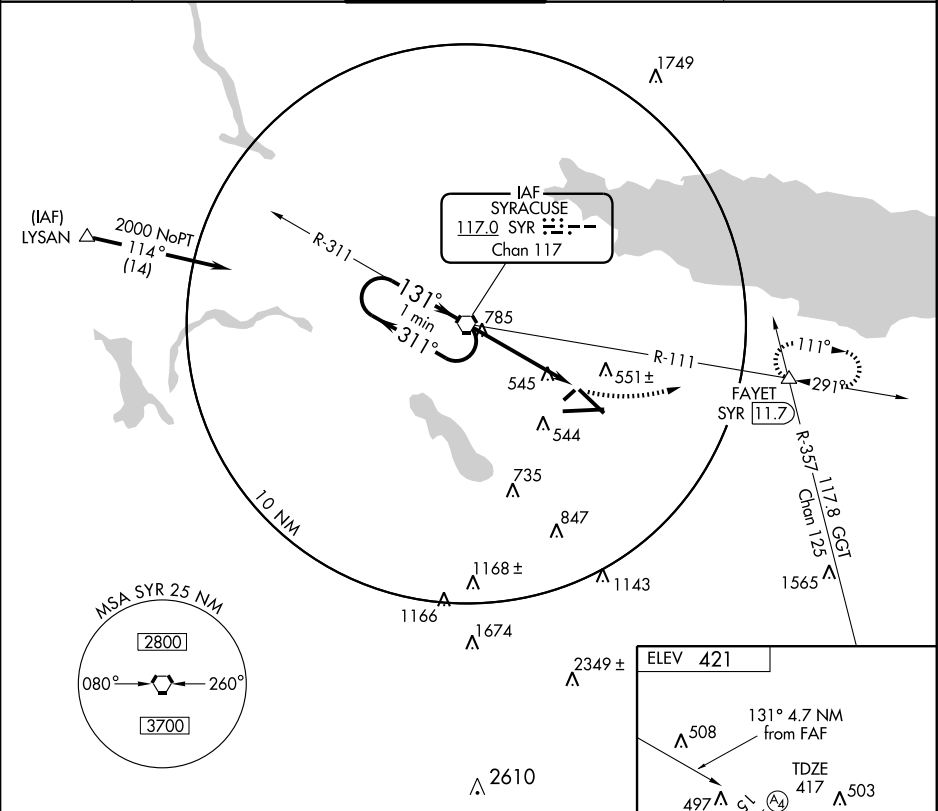 1749
(IAF)
LYSAN
2000 NoPT
114°
(14)
IAF
SYRACUSE
117.0 SYR
Chan 117
R-311
131°
1 min
311°
785
R-111
111°
291°
FAYET
SYR 11.7
545
551 ±
544
735
847
R-357
117.8 GGT
Chan 125
10 NM
1168 ±
1143
1166
1565
1674
2349 ±
2610
MSA SYR 25 NM
2800
080°
260°
3700
ELEV 421
131° 4.7 NM
from FAF
508
TDZE
417
497
15
A4
503